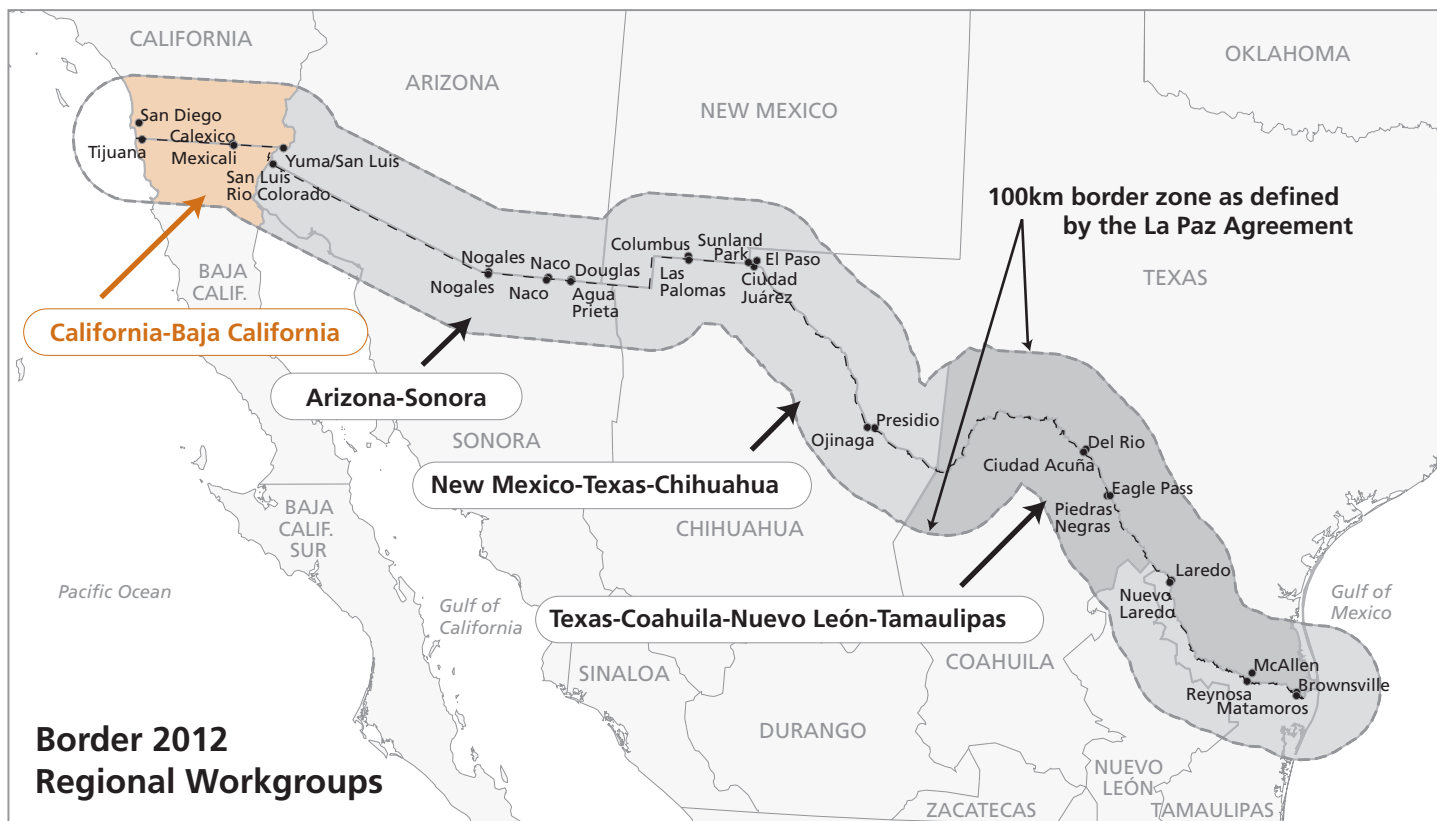 CALIFORNIA
ARIZONA
NEW MEXICO
OKLAHOMA
TEXAS
San Diego
Calexico
Tijuana
Mexicali
Yuma/San Luis
San Luis
Rio Colorado
100km border zone as defined
by the La Paz Agreement
Nogales
Nogales
Naco
Naco
Douglas
Agua
Prieta
Columbus
Las
Palomas
Sunland
Park
El Paso
Ciudad
Juárez
BAJA
CALIF.
California-Baja California
Arizona-Sonora
SONORA
New Mexico-Texas-Chihuahua
CHIHUAHUA
Presidio
Ojinaga
Del Rio
Ciudad Acuña
Eagle Pass
Piedras
Negras
BAJA
CALIF.
SUR
Pacific Ocean
Gulf of
California
Texas-Coahuila-Nuevo León-Tamaulipas
Laredo
Nuevo
Laredo
Gulf of
Mexico
SINALOA
COAHUILA
McAllen
Reynosa
Brownsville
Matamoros
DURANGO
NUEVO
LEÓN
ZACATECAS
TAMAULIPAS
Border 2012
Regional Workgroups